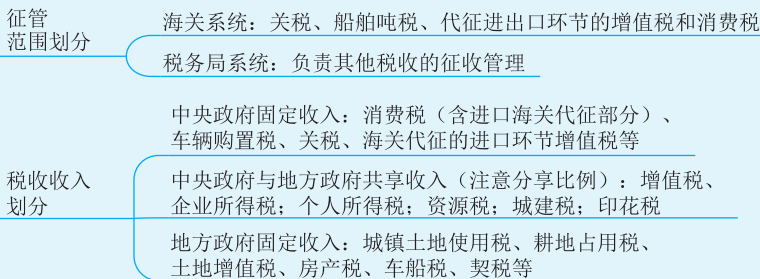 征管
范围划分
海关系统：关税、船舶吨税、代征进出口环节的增值税和消费税
税务局系统：负责其他税收的征收管理
税收收入
划分
中央政府固定收入：消费税（含进口海关代征部分）、
车辆购置税、关税、海关代征的进口环节增值税等
中央政府与地方政府共享收入（注意分享比例）：增值税、
企业所得税；个人所得税；资源税；城建税；印花税
地方政府固定收入：城镇土地使用税、耕地占用税、
土地增值税、房产税、车船税、契税等